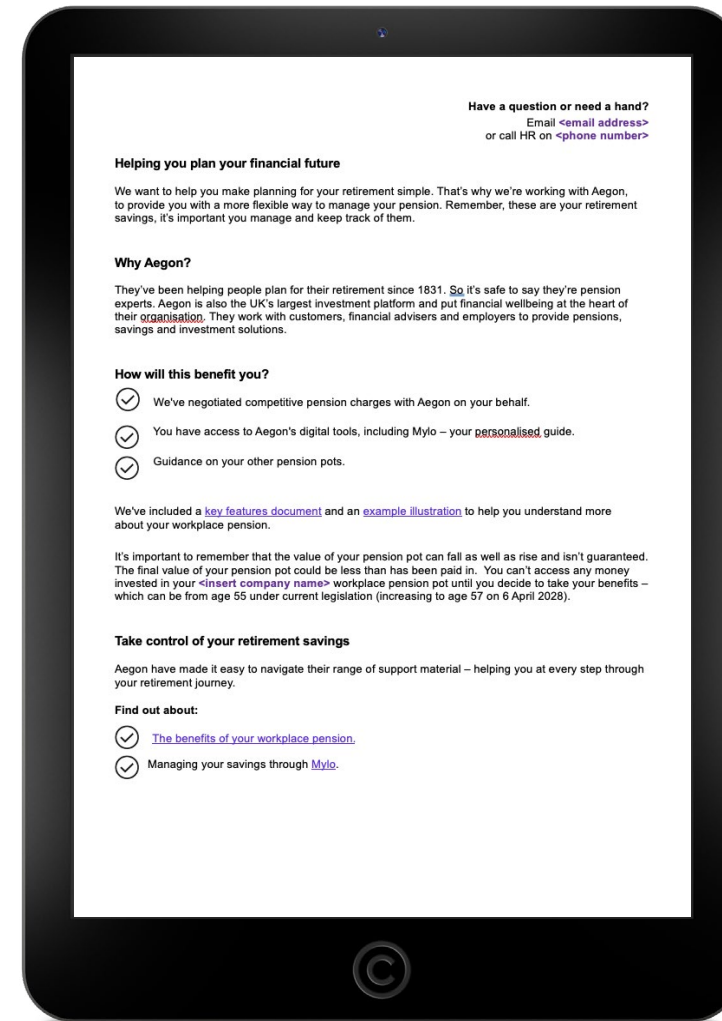 Have a question or need a hand?
Email <email address>
or call HR on <phone number>
Helping you plan your financial future
We want to help you make planning for your retirement simple. That's why we're working with Aegon,
to provide you with a more flexible way to manage your pension. Remember, these are your retirement
savings, it's important you manage and keep track of them.
Why Aegon?
They've been helping people plan for their retirement since 1831. So it's safe to say they're pension
experts. Aegon is also the UK's largest investment platform and put financial wellbeing at the heart of
their organisation. They work with customers, financial advisers and employers to provide pensions,
savings and investment solutions.
How will this benefit you?
We've negotiated competitive pension charges with Aegon on your behalf.
You have access to Aegon's digital tools, including Mylo – your personalised guide.
Guidance on your other pension pots.
We've included a key features document and an example illustration to help you understand more
about your workplace pension.
It's important to remember that the value of your pension pot can fall as well as rise and isn't guaranteed.
The final value of your pension pot could be less than has been paid in. You can't access any money
invested in your <insert company name> workplace pension pot until you decide to take your benefits –
which can be from age 55 under current legislation (increasing to age 57 on 6 April 2028).
Take control of your retirement savings
Aegon have made it easy to navigate their range of support material – helping you at every step through
your retirement journey.
Find out about:
The benefits of your workplace pension.
Managing your savings through Mylo.
©